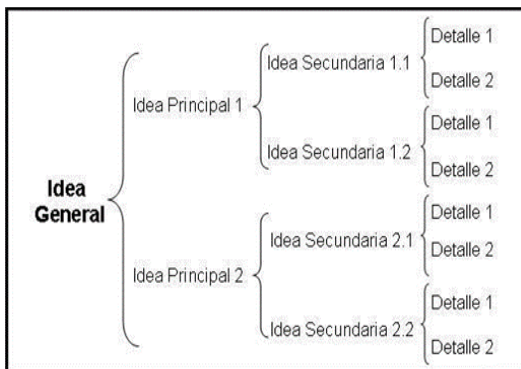 Idea
General
Idea Principal 1
Idea Secundaria 1.1
Detalle 1
Detalle 2
Idea Secundaria 1.2
Detalle 1
Detalle 2
Idea Principal 2
Idea Secundaria 2.1
Detalle 1
Detalle 2
Idea Secundaria 2.2
Detalle 1
Detalle 2